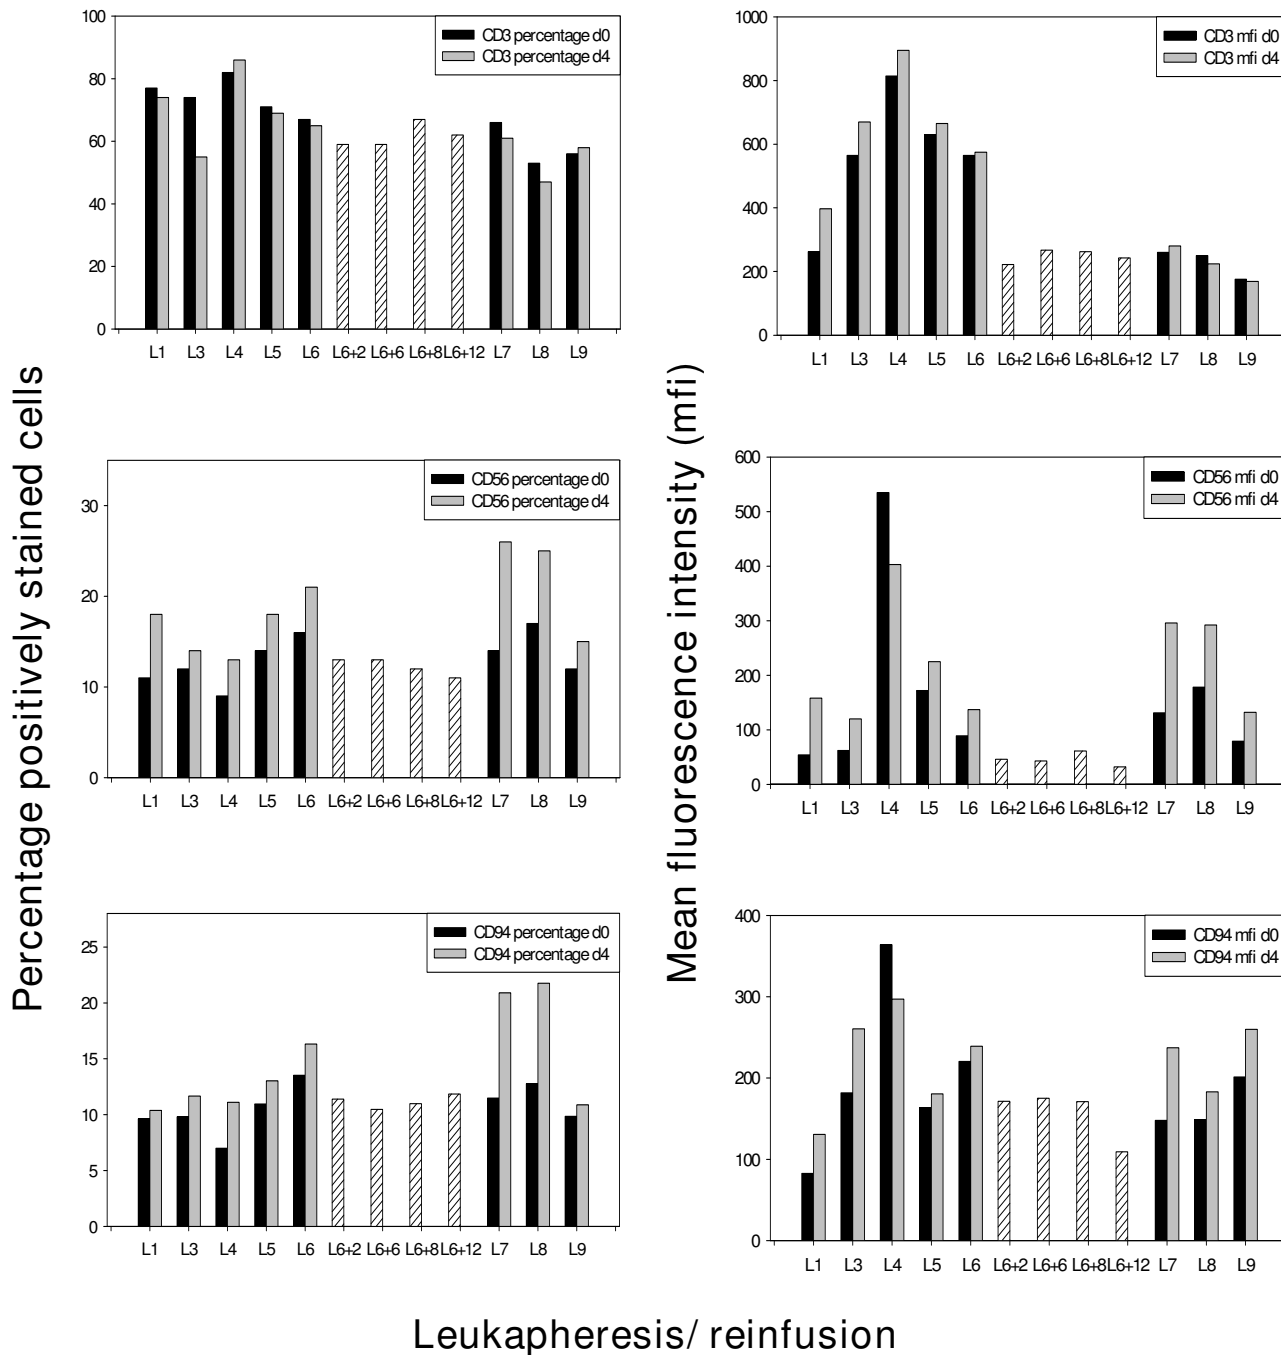 Percentage positively stained cells
100
80
60
40
20
0
CD3 percentage d0
CD3 percentage d4
L1 L3 L4 L5 L6 L6+2 L6+6 L6+8 L6+12 L7 L8 L9
30
20
10
0
CD56 percentage d0
CD56 percentage d4
L1 L3 L4 L5 L6 L6+2 L6+6 L6+8 L6+12 L7 L8 L9
25
20
15
10
5
0
CD94 percentage d0
CD94 percentage d4
L1 L3 L4 L5 L6 L6+2 L6+6 L6+8 L6+12 L7 L8 L9
Mean fluorescence intensity (mfi)
1000
800
600
400
200
0
CD3 mfi d0
CD3 mfi d4
L1 L3 L4 L5 L6 L6+2 L6+6 L6+8 L6+12 L7 L8 L9
600
500
400
300
200
100
0
CD56 mfi d0
CD56 mfi d4
L1 L3 L4 L5 L6 L6+2 L6+6 L6+8 L6+12 L7 L8 L9
400
300
200
100
0
CD94 mfi d0
CD94 mfi d4
L1 L3 L4 L5 L6 L6+2 L6+6 L6+8 L6+12 L7 L8 L9
Leukapheresis/ reinfusion